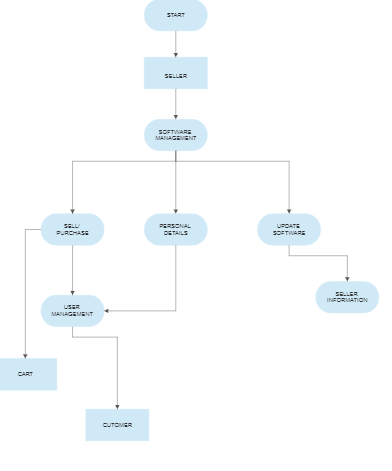 START
SELLER
SOFTWARE
MANAGEMENT
SELL/
PURCHASE
PERSONAL
DETAILS
UPDATE
SOFTWARE
SELLER
INFORMATION
USER
MANAGEMENT
CART
CUTOMER